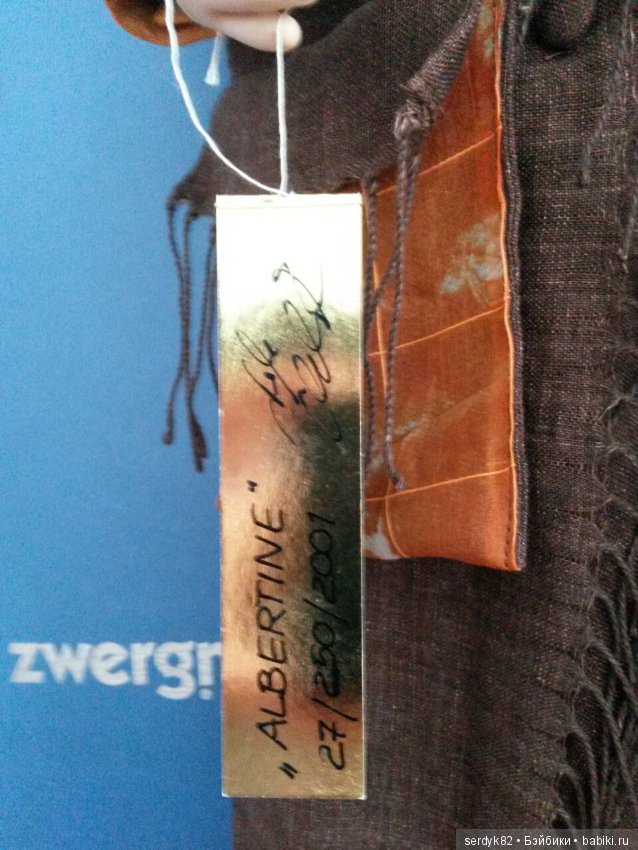 "ALBERTINE"
27/250/2001
zwergn
serdyk82 • Бэйбики • babiki.ru